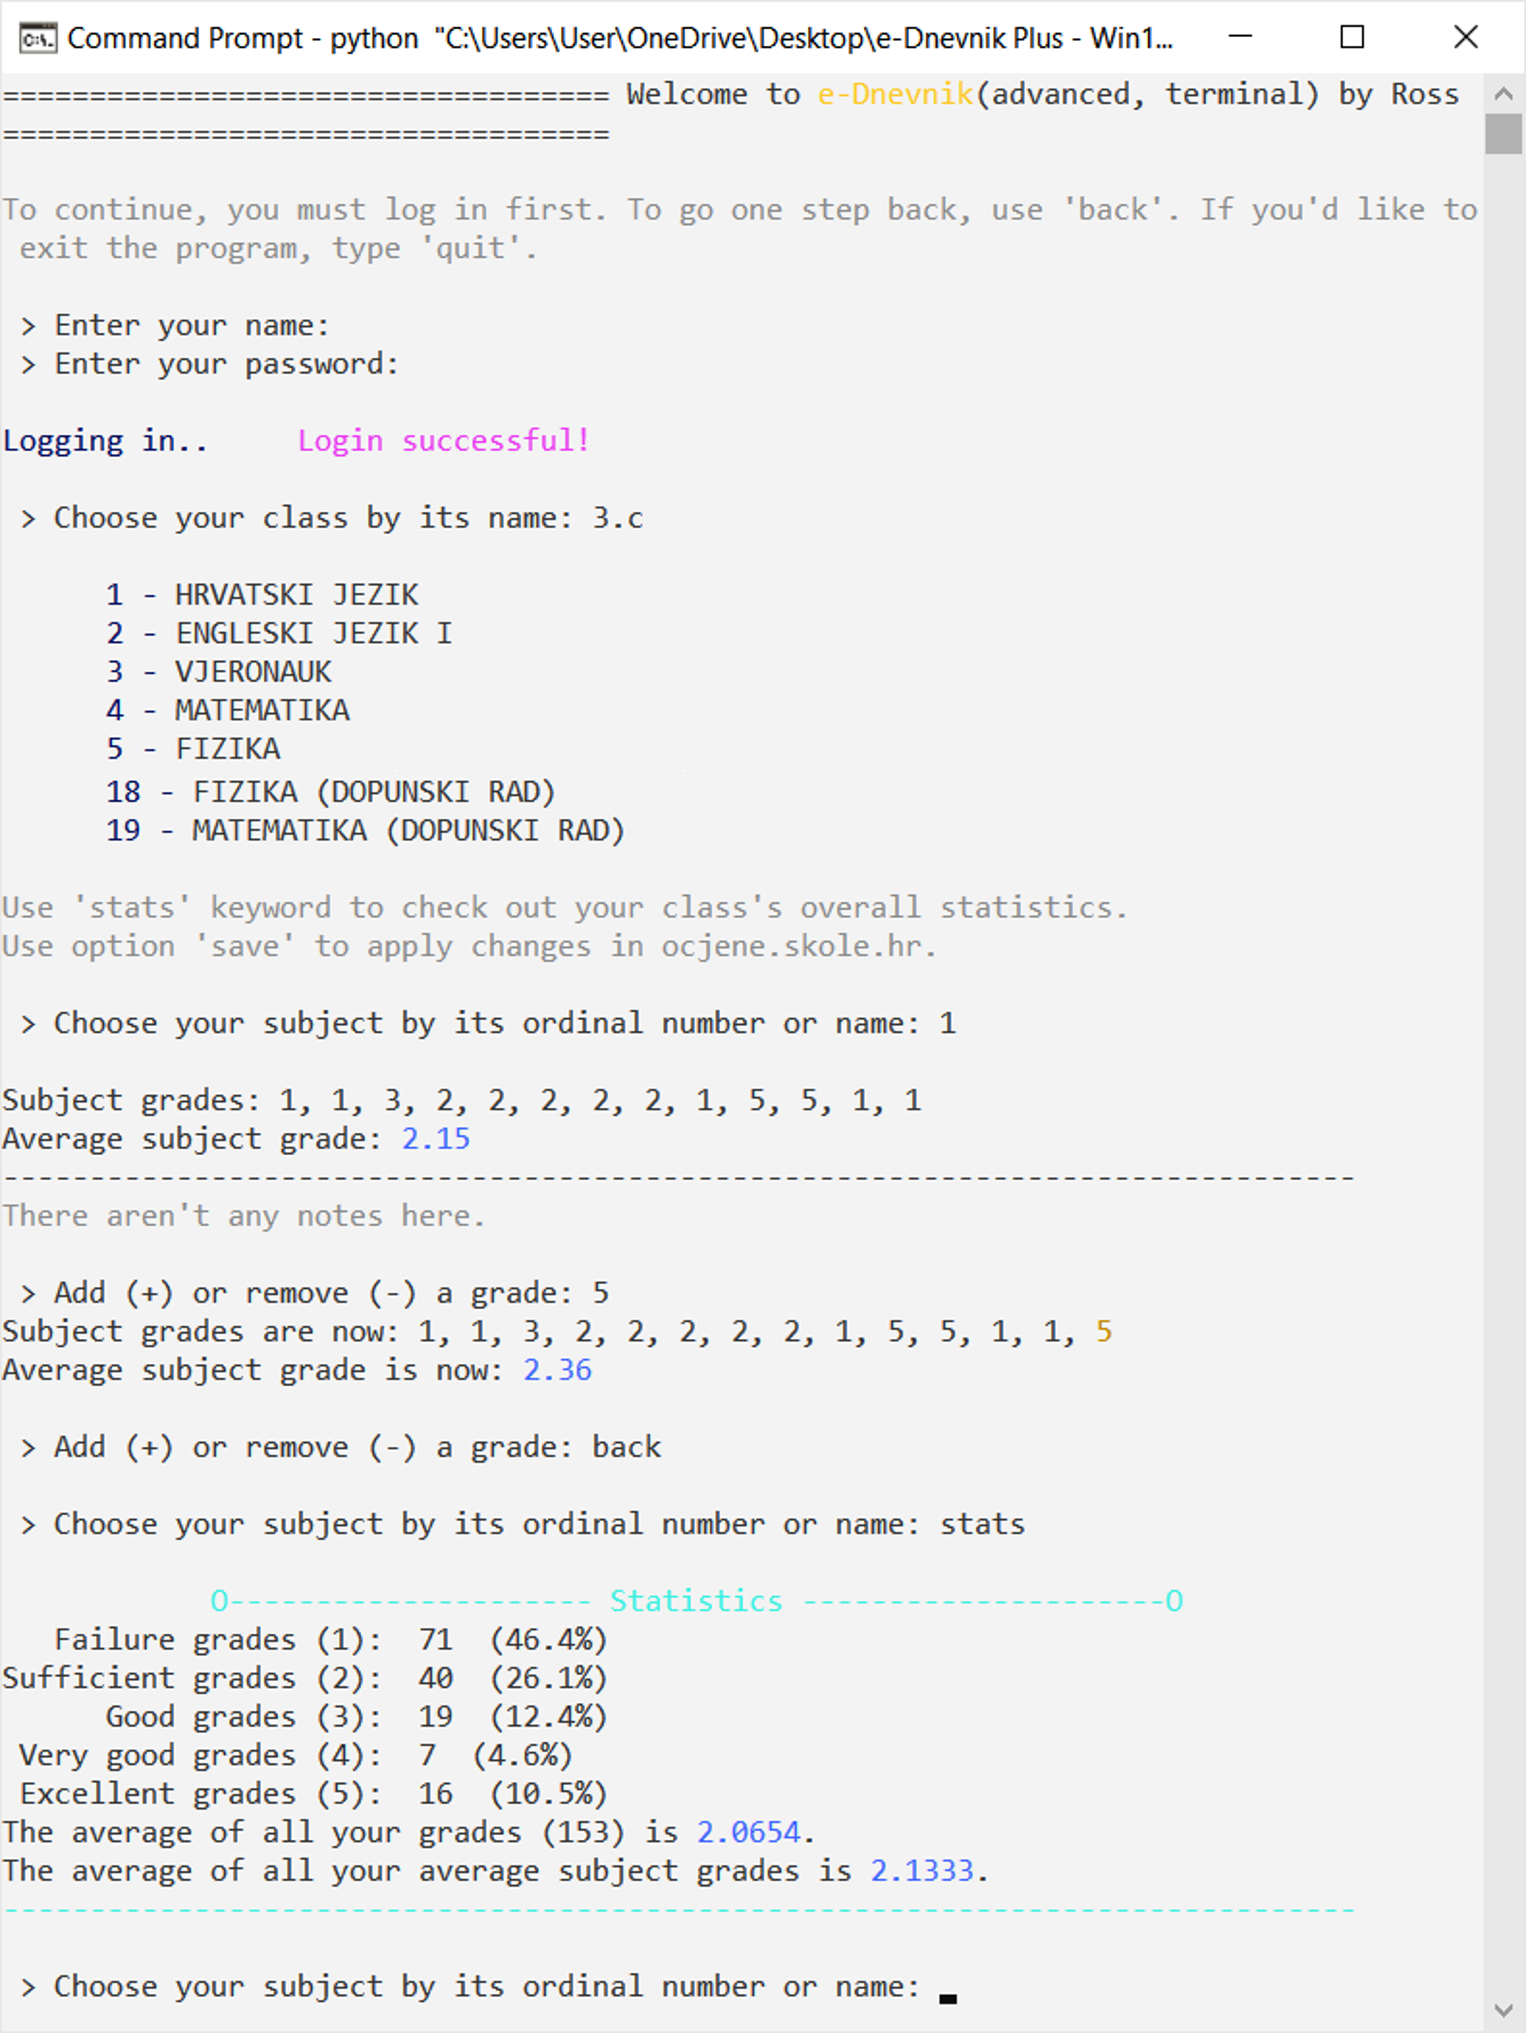 Command Prompt - python "C:\Users\User\OneDrive\Desktop\e-Dnevnik Plus - Win1...
=================================== Welcome to e-Dnevnik(advanced, terminal) by Ross
===================================
To continue, you must log in first. To go one step back, use 'back'. If you'd like to
exit the program, type 'quit'.
> Enter your name:
> Enter your password:
Logging in.. Login successful!
> Choose your class by its name: 3.c
1 - HRVATSKI JEZIK
2 - ENGLESKI JEZIK I
3 - VJERONAUK
4 - MATEMATIKA
5 - FIZIKA
18 - FIZIKA (DOPUNSKI RAD)
19 - MATEMATIKA (DOPUNSKI RAD)
Use 'stats' keyword to check out your class's overall statistics.
Use option 'save' to apply changes in ocjene.skole.hr.
> Choose your subject by its ordinal number or name: 1
Subject grades: 1, 1, 3, 2, 2, 2, 2, 2, 1, 5, 5, 1, 1
Average subject grade: 2.15
------------------------------------------------------------------------------
There aren't any notes here.
> Add (+) or remove (-) a grade: 5
Subject grades are now: 1, 1, 3, 2, 2, 2, 2, 2, 1, 5, 5, 1, 1, 5
Average subject grade is now: 2.36
> Add (+) or remove (-) a grade: back
> Choose your subject by its ordinal number or name: stats
O--------------------- Statistics ---------------------O
Failure grades (1): 71 (46.4%)
Sufficient grades (2): 40 (26.1%)
Good grades (3): 19 (12.4%)
Very good grades (4): 7 (4.6%)
Excellent grades (5): 16 (10.5%)
The average of all your grades (153) is 2.0654.
The average of all your average subject grades is 2.1333.
------------------------------------------------------------------------------
> Choose your subject by its ordinal number or name: